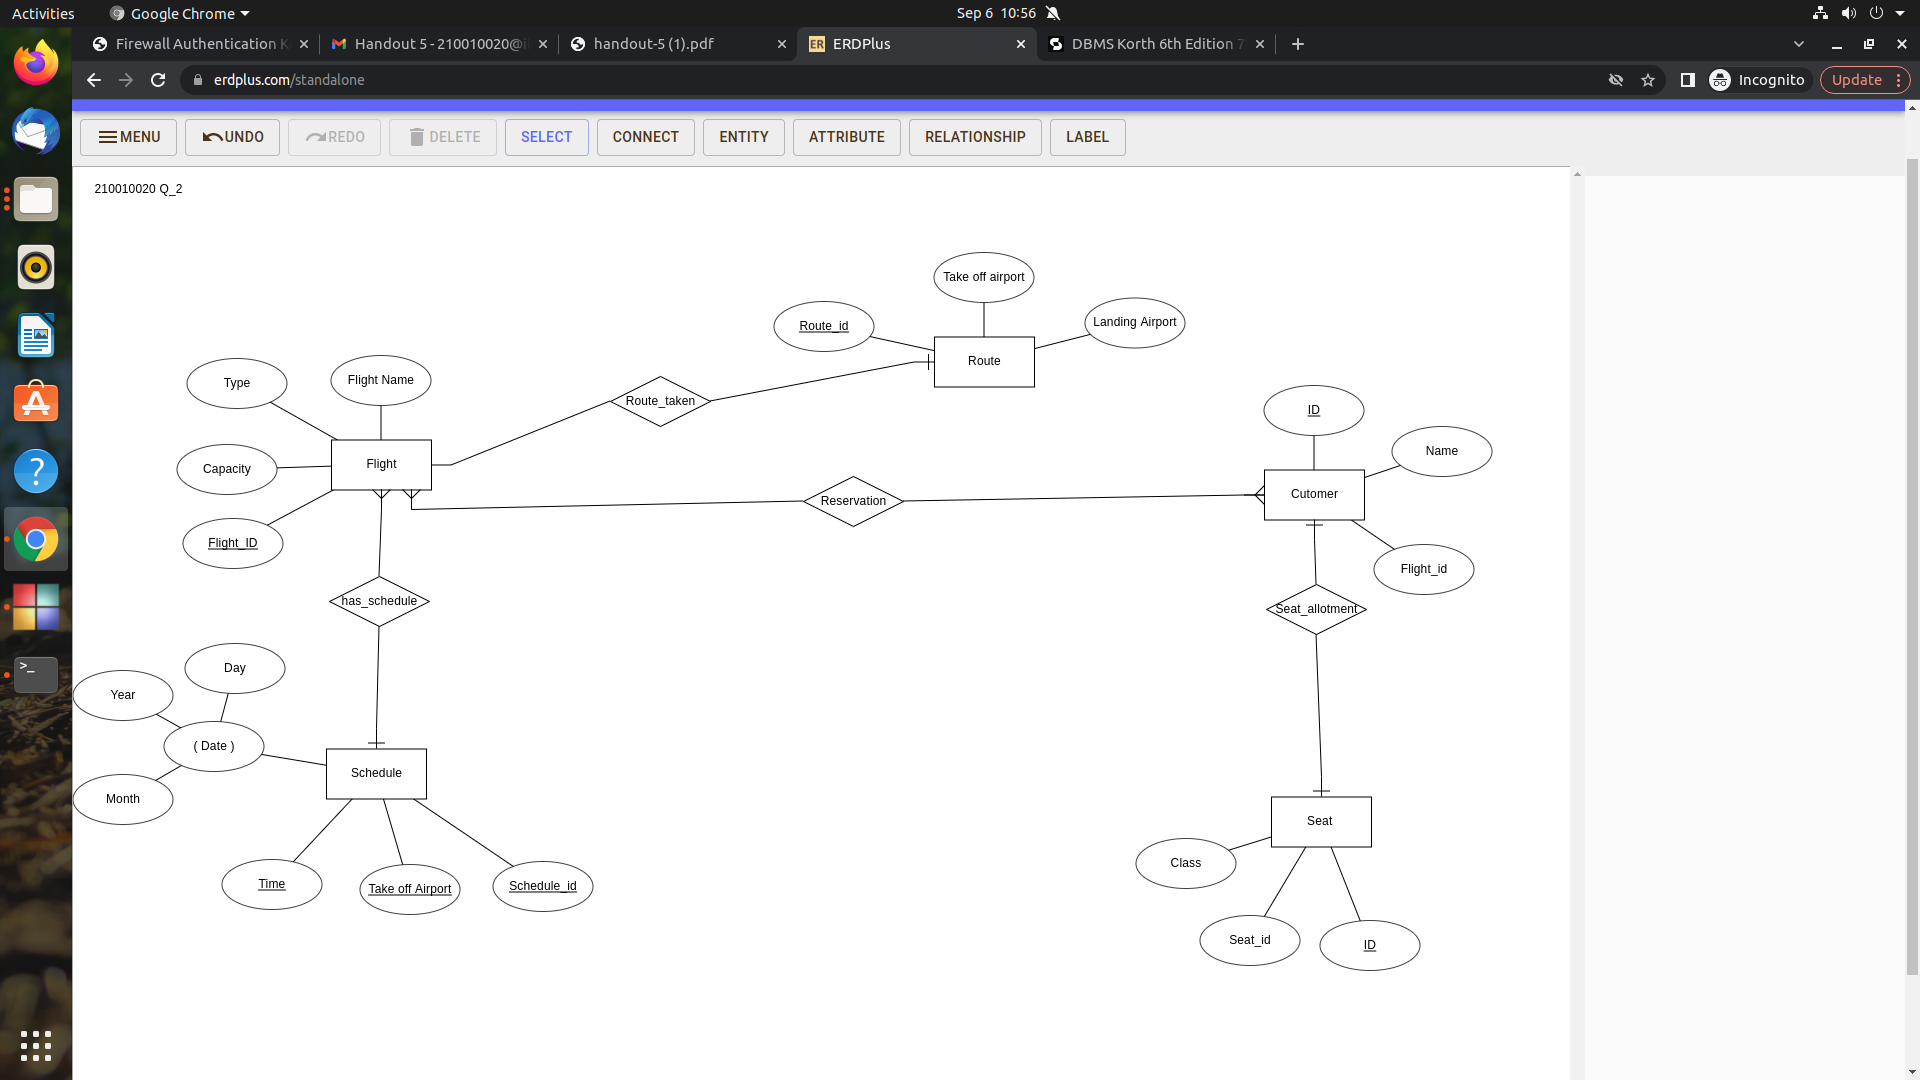 Activities
Google Chrome
Sep 6 10:56
Firewall Authentication K
Handout 5 - 210010020@i
handout-5 (1).pdf
ER
ERDPlus
DBMS Korth 6th Edition 7
erdplus.com/standalone
Incognito
Update
MENU
UNDO
REDO
DELETE
SELECT
CONNECT
ENTITY
ATTRIBUTE
RELATIONSHIP
LABEL
210010020 Q_2
Take off airport
Route_id
Landing Airport
Route
Type
Flight Name
Route_taken
ID
Name
Capacity
Flight
Reservation
Cutomer
Flight_ID
Flight_id
has_schedule
Seat_allotment
Day
Year
( Date )
Schedule
Month
Seat
Class
Time
Take off Airport
Schedule_id
Seat_id
ID
>_
?